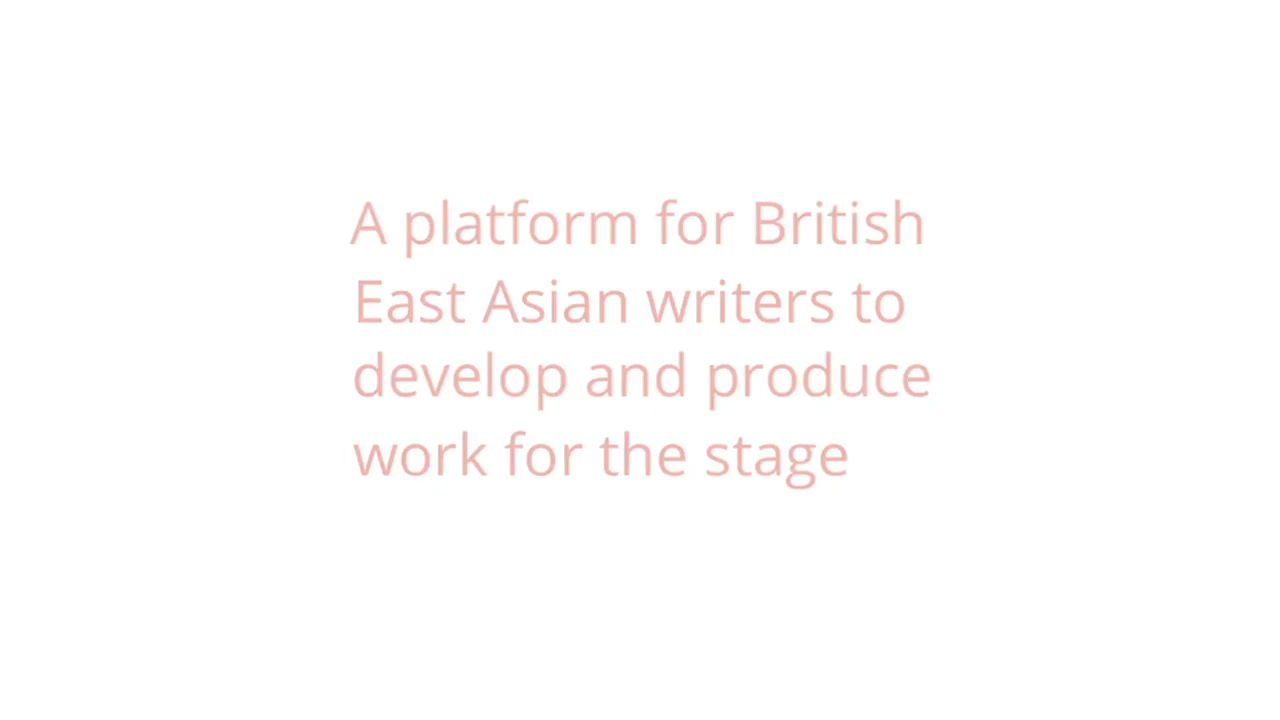 A platform for British
East Asian writers to
develop and produce
work for the stage